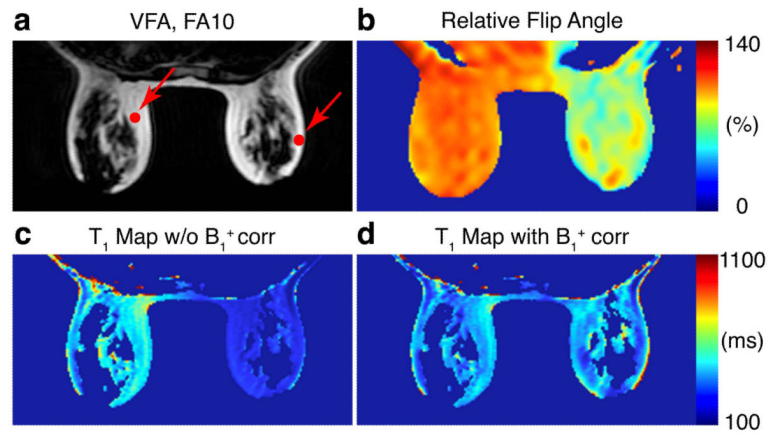 a VFA, FA10
b Relative Flip Angle
140
(%)
0
c T₁ Map w/o B₁⁺ corr
d T₁ Map with B₁⁺ corr
1100
(ms)
100